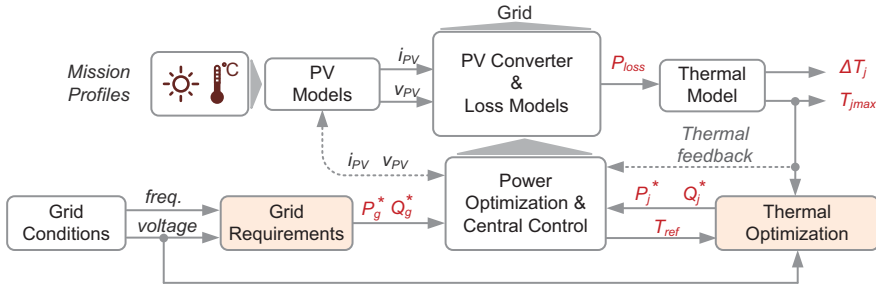 Grid
Mission
Profiles
°C
PV
Models
i_PV
v_PV
PV Converter
&
Loss Models
P_loss
Thermal
Model
ΔT_j
T_jmax
Thermal
feedback
i_PV v_PV
Grid
Conditions
freq.
voltage
Grid
Requirements
P_g^* Q_g^*
Power
Optimization &
Central Control
P_j^* Q_j^*
T_ref
Thermal
Optimization